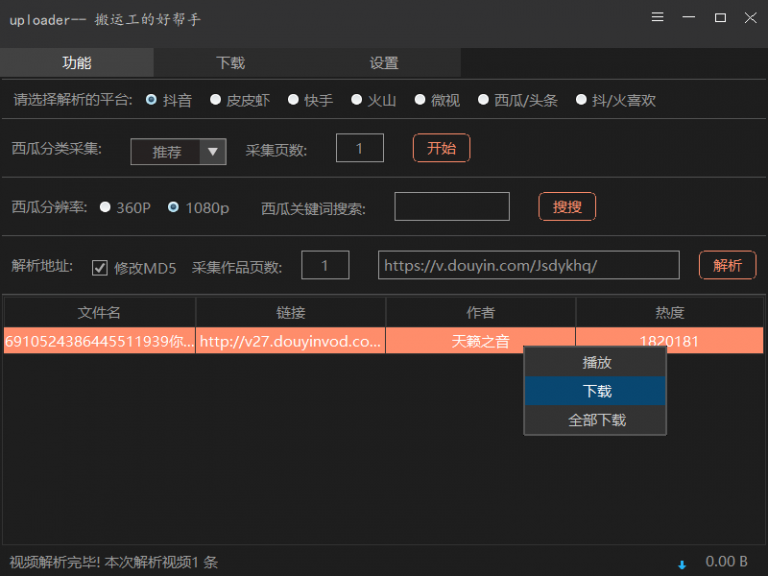 uploader-- 搬运工的好帮手
功能 下载 设置
请选择解析的平台: 抖音 皮皮虾 快手 火山 微视 西瓜/头条 抖/火喜欢
西瓜分类采集: 推荐 采集页数: 1 开始
西瓜分辨率: 360P 1080p 西瓜关键词搜索: 搜搜
解析地址: 修改MD5 采集作品页数: 1 https://v.douyin.com/Jsdykhq/ 解析
文件名 链接 作者 热度
6910524386445511939你... http://v27.douyinvod.co... 天籁之音 1820181
播放
下载
全部下载
视频解析完毕! 本次解析视频1 条 0.00 B